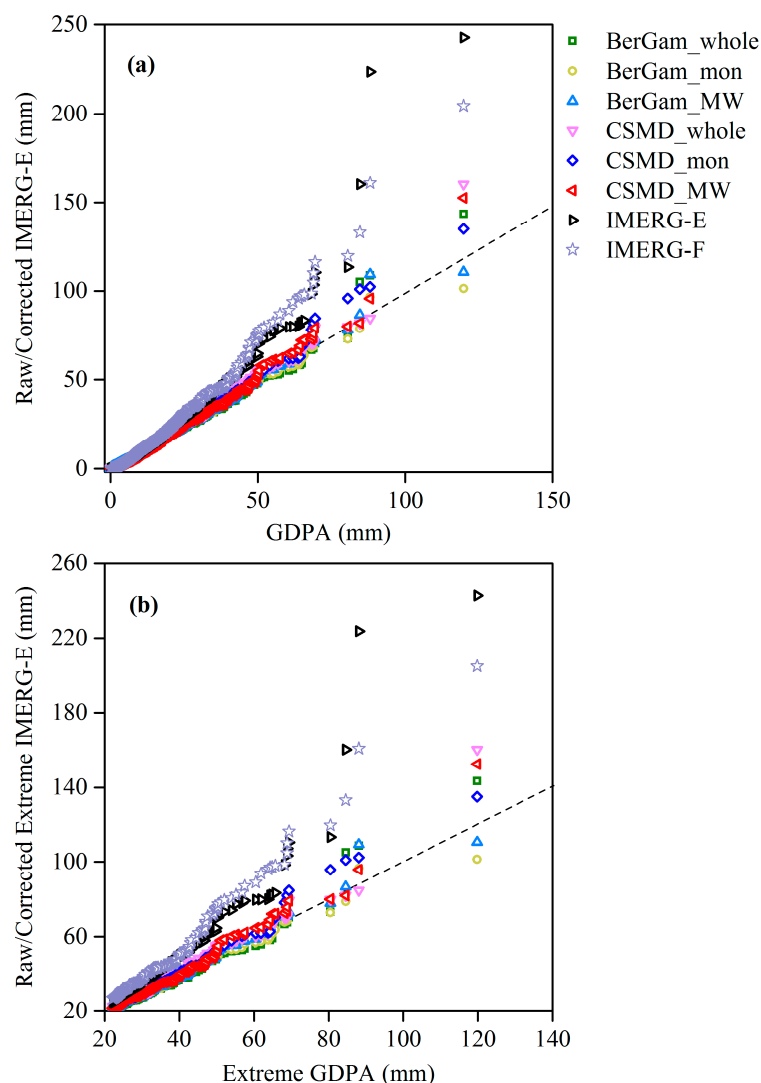 (a)
250
200
150
100
50
0
Raw/Corrected IMERG-E (mm)
0 50 100 150
GDPA (mm)
BerGam_whole
BerGam_mon
BerGam_MW
CSMD_whole
CSMD_mon
CSMD_MW
IMERG-E
IMERG-F
(b)
260
220
180
140
100
60
20
Raw/Corrected Extreme IMERG-E (mm)
20 40 60 80 100 120 140
Extreme GDPA (mm)